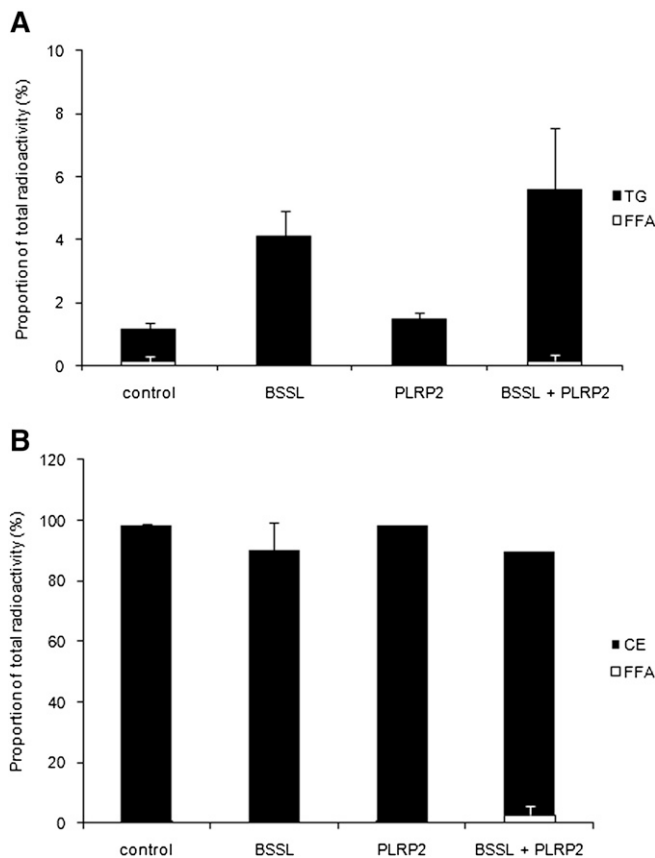 A
Proportion of total radioactivity (%)
10
8
6
4
2
0
TG
FFA
control
BSSL
PLRP2
BSSL + PLRP2
B
Proportion of total radioactivity (%)
120
100
80
60
40
20
0
CE
FFA
control
BSSL
PLRP2
BSSL + PLRP2